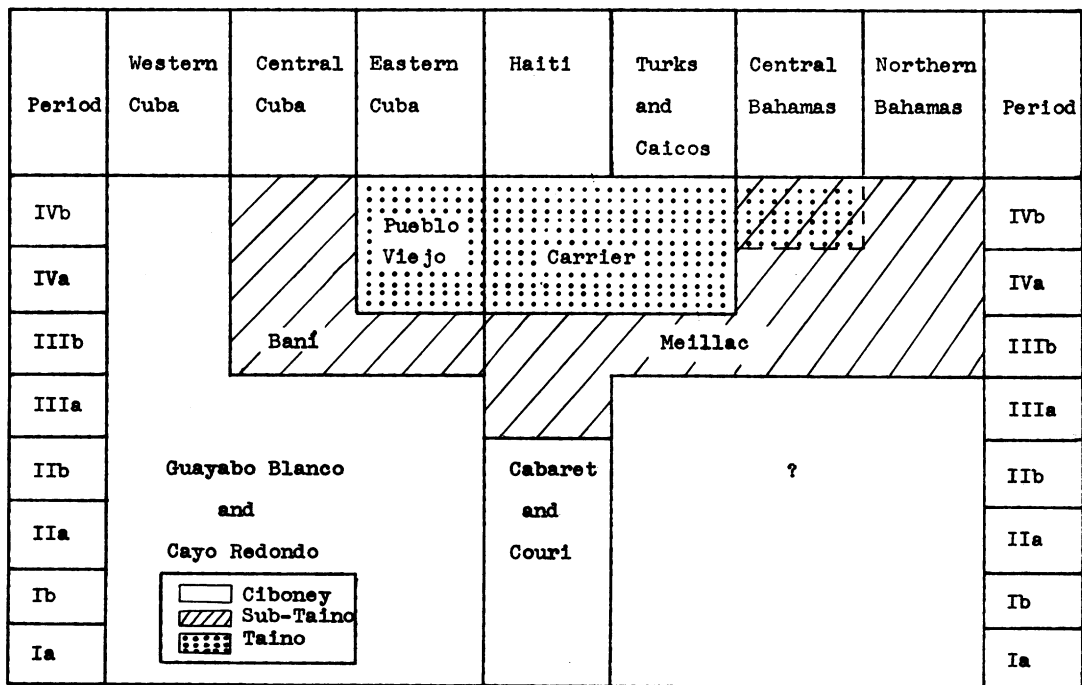 Period
Western Cuba
Central Cuba
Eastern Cuba
Haiti
Turks and Caicos
Central Bahamas
Northern Bahamas
Period
IVb
Pueblo
Viejo
IVb
IVa
Carrier
IVa
IIIb
Baní
Meillac
IIIb
IIIa
IIIa
IIb
Guayabo Blanco
and
Cayo Redondo
Cabaret
and
Couri
?
IIb
IIa
IIa
Ib
Ciboney
Sub-Taino
Taino
Ib
Ia
Ia